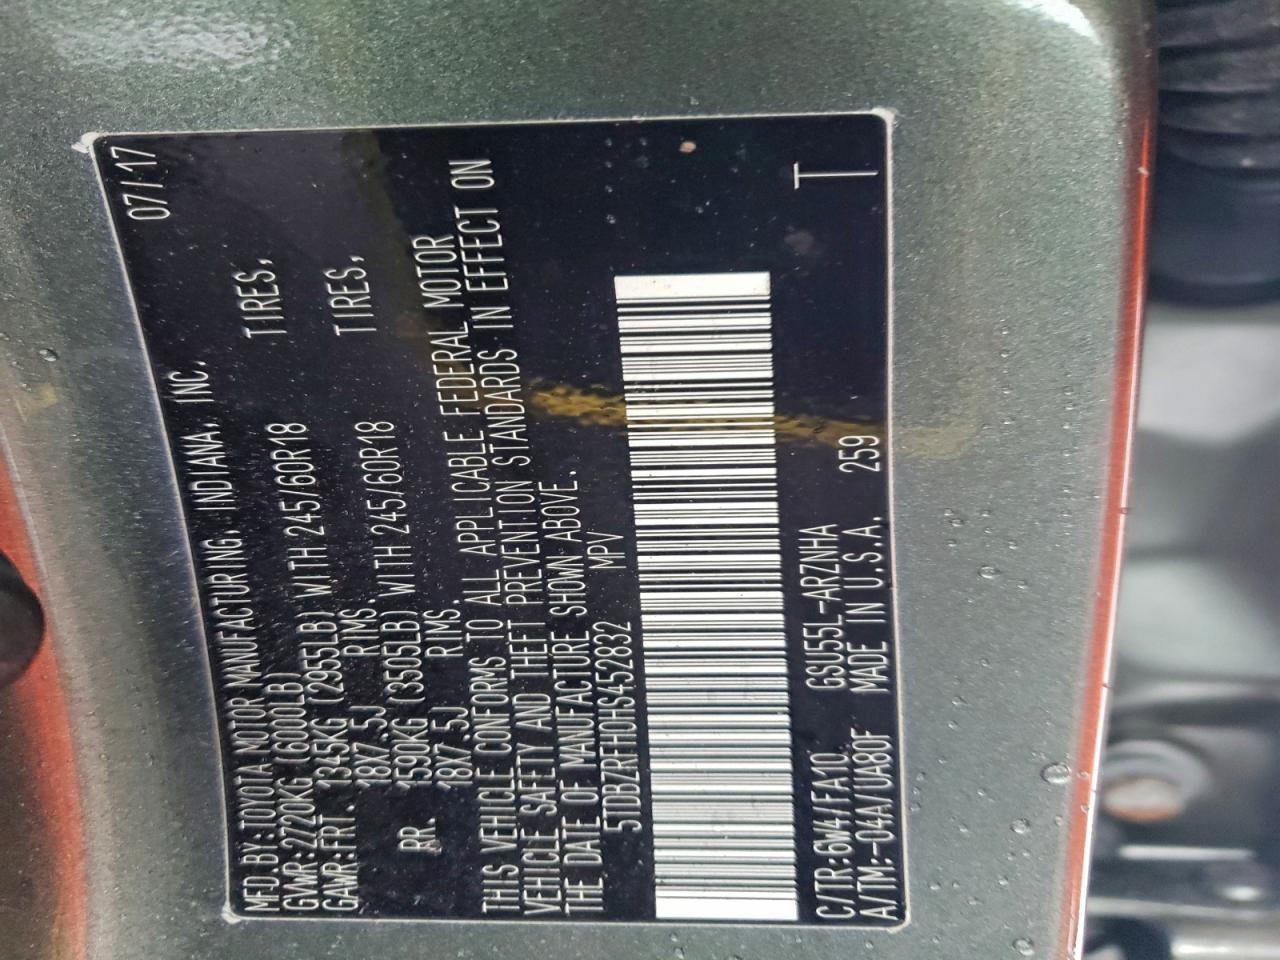 MFD.BY:TOYOTA MOTOR MANUFACTURING, INDIANA, INC. 07/17
GVWR:2720KG (6000LB)
GAWR:FRT 1345KG (2955LB) WITH 245/60R18 TIRES,
18X7.5J RIMS.
RR. 1590KG (3505LB) WITH 245/60R18 TIRES,
18X7.5J RIMS.
THIS VEHICLE CONFORMS TO ALL APPLICABLE FEDERAL MOTOR
VEHICLE SAFETY AND THEFT PREVENTION STANDARDS IN EFFECT ON
THE DATE OF MANUFACTURE SHOWN ABOVE.
5TDBZRFH0HS452832 MPV
C/TR:6W4/FA10 GSU55L-ARZNHA
A/TM:-04A/UA80F MADE IN U.S.A. 259 T